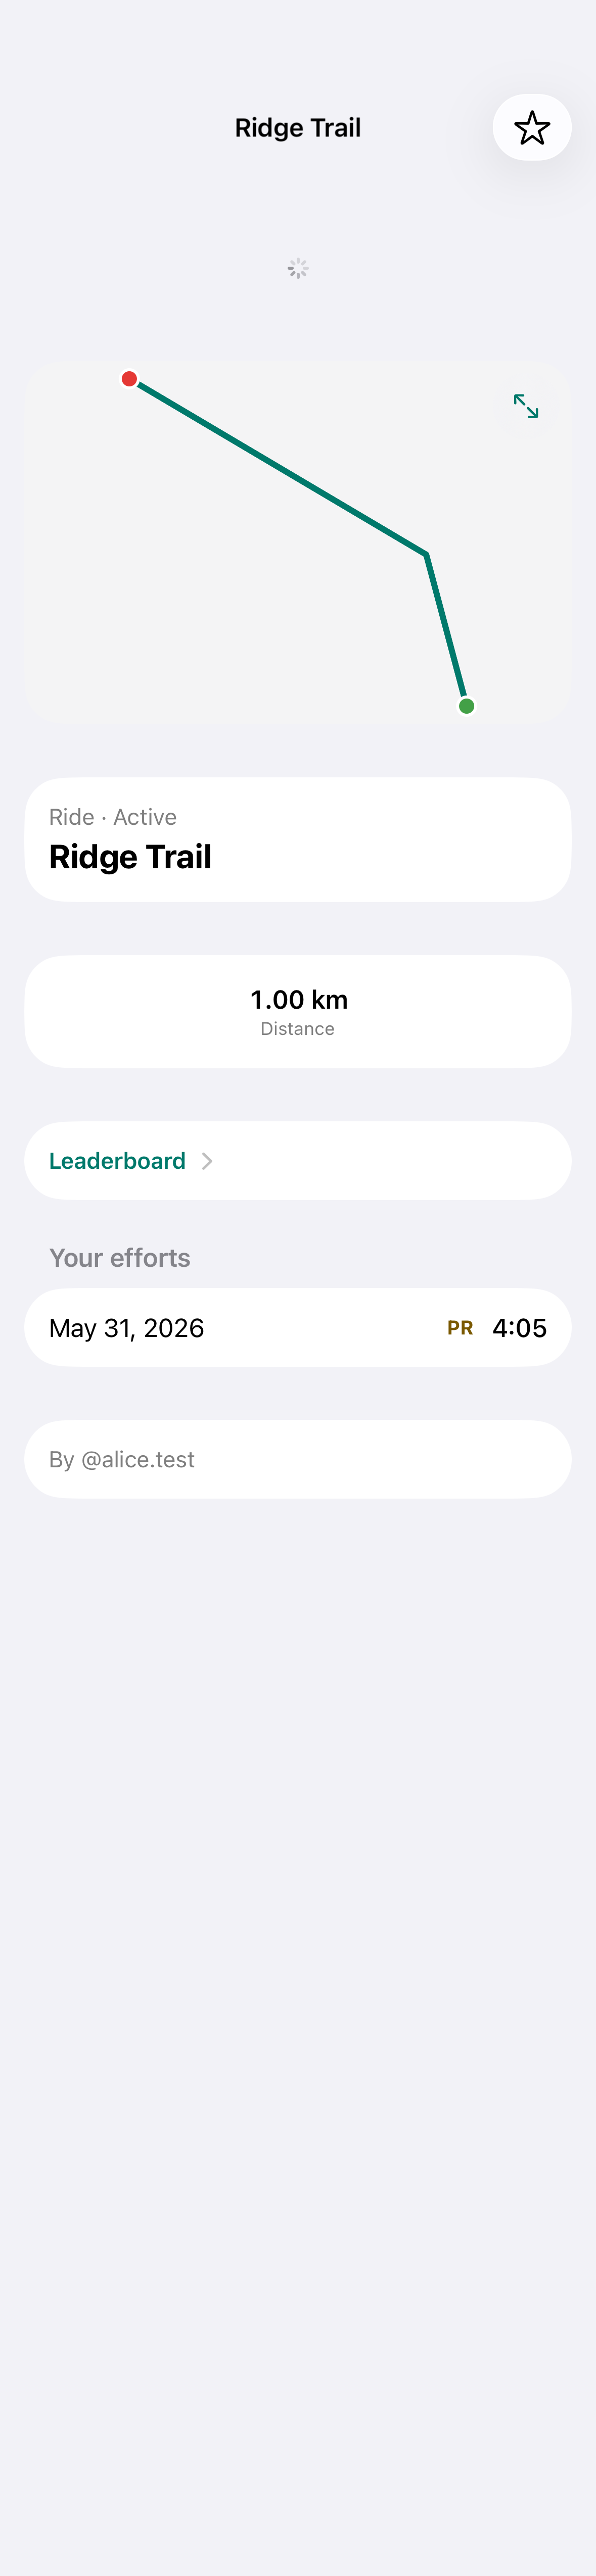 Ridge Trail
Ride · Active
Ridge Trail
1.00 km
Distance
Leaderboard
Your efforts
May 31, 2026 PR 4:05
By @alice.test